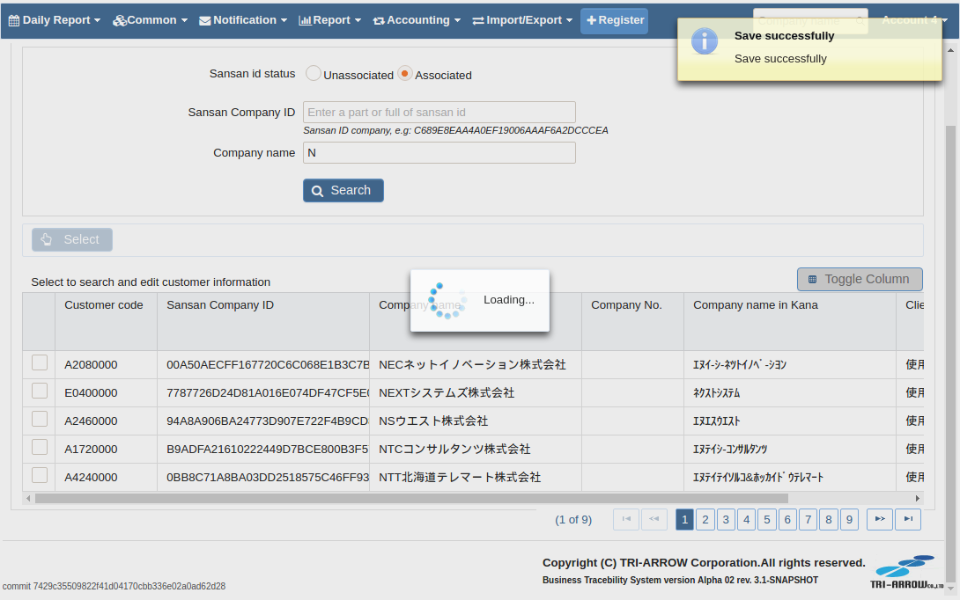 Daily Report Common Notification Report Accounting Import/Export Register Account 4
Save successfully
Save successfully
Sansan id status Unassociated Associated
Sansan Company ID Enter a part or full of sansan id
Sansan ID company, e.g: C689E8EAA4A0EF19006AAAF6A2DCCCEA
Company name N
Search
Select
Select to search and edit customer information
Toggle Column
Customer code Sansan Company ID Company name Company No. Company name in Kana Clie
Loading...
A2080000 00A50AECFF167720C6C068E1B3C7B NECネットイノベーション株式会社 ｴﾇｲ-ｼ-ﾈｯﾄｲﾉﾍﾞ-ｼｮﾝ 使用
E0400000 7787726D24D81A016E074DF47CF5E0 NEXTシステムズ株式会社 ﾈｸｽﾄｼｽﾃﾑ 使用
A2460000 94A8A906BA24773D907E722F4B9CD NSウエスト株式会社 ｴﾇｴｽｳｴｽﾄ 使用
A1720000 B9ADFA21610222449D7BCE800B3F5 NTCコンサルタンツ株式会社 ｴﾇﾃｲｼ-ｺﾝｻﾙﾀﾝﾂ 使用
A4240000 0BB8C71A8BA03DD2518575C46FF93 NTT北海道テレマート株式会社 ｴﾇﾃｲﾃｲｿﾙｺ&ﾎｯｶｲﾄﾞｳﾃﾚﾏｰﾄ 使用
(1 of 9) 1 2 3 4 5 6 7 8 9
Copyright (C) TRI-ARROW Corporation.All rights reserved.
Business Tracebility System version Alpha 02 rev. 3.1-SNAPSHOT
TRI-ARROW CO.,LTD
commit 7429c35509822f41d04170cbb336e02a0ad62d28